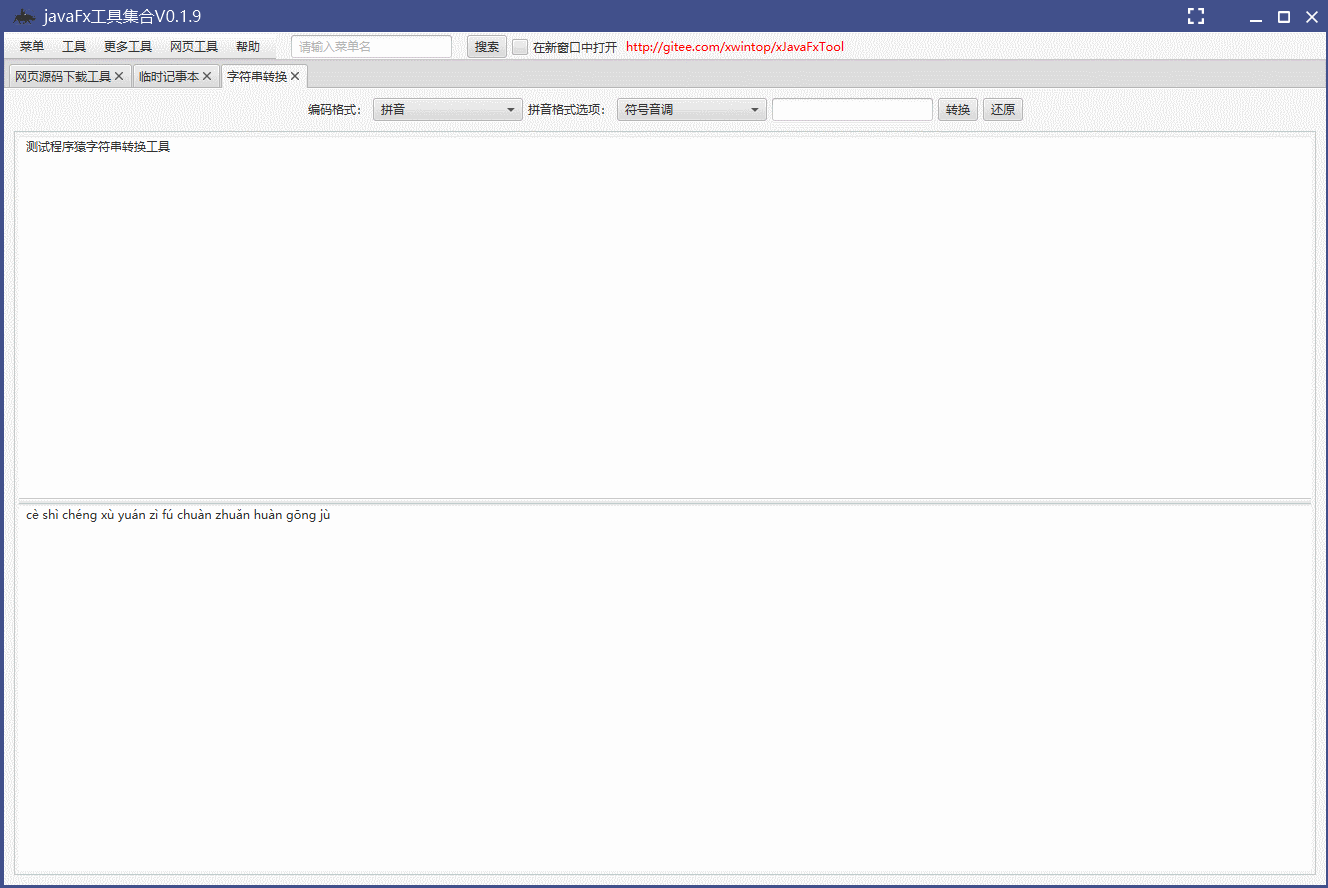 javaFx工具集合V0.1.9
菜单 工具 更多工具 网页工具 帮助 请输入菜单名 搜索 在新窗口中打开 http://gitee.com/xwintop/xJavaFxTool
网页源码下载工具 临时记事本 字符串转换
编码格式: 拼音 拼音格式选项: 符号音调 转换 还原
测试程序猿字符串转换工具
cè shì chéng xù yuán zì fú chuàn zhuǎn huàn gōng jù